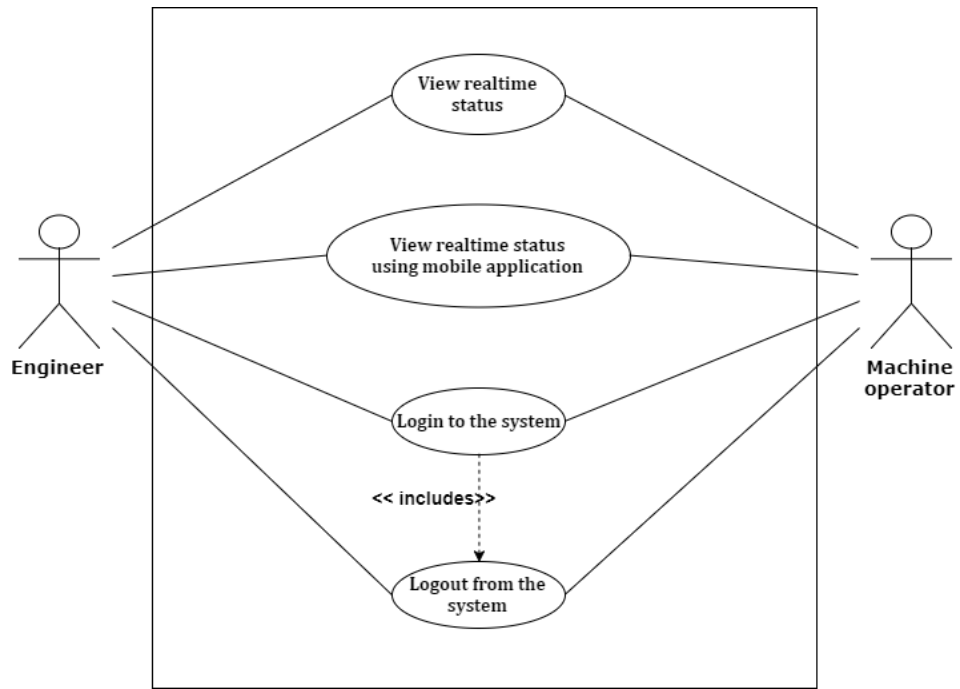 View realtime
status
View realtime status
using mobile application
Engineer
Machine
operator
Login to the system
<< includes>>
Logout from the
system